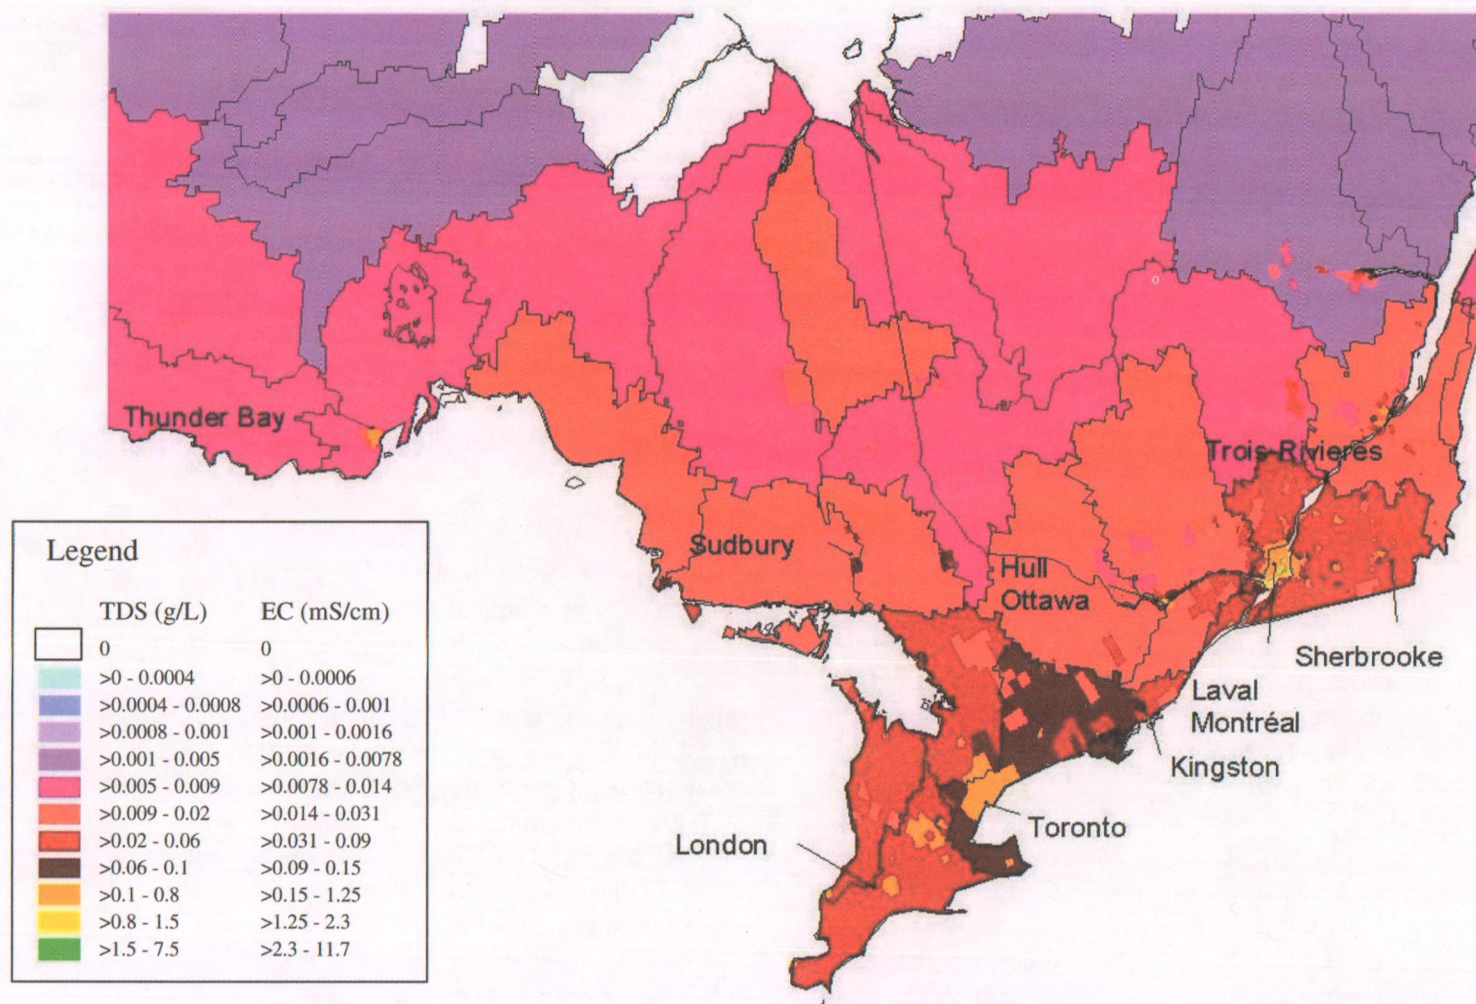 Thunder Bay
Trois-Rivieres
Sudbury
Hull
Ottawa
Sherbrooke
Laval
Montréal
Kingston
Toronto
London
Legend
TDS (g/L) EC (mS/cm)
0 0
>0 - 0.0004 >0 - 0.0006
>0.0004 - 0.0008 >0.0006 - 0.001
>0.0008 - 0.001 >0.001 - 0.0016
>0.001 - 0.005 >0.0016 - 0.0078
>0.005 - 0.009 >0.0078 - 0.014
>0.009 - 0.02 >0.014 - 0.031
>0.02 - 0.06 >0.031 - 0.09
>0.06 - 0.1 >0.09 - 0.15
>0.1 - 0.8 >0.15 - 1.25
>0.8 - 1.5 >1.25 - 2.3
>1.5 - 7.5 >2.3 - 11.7